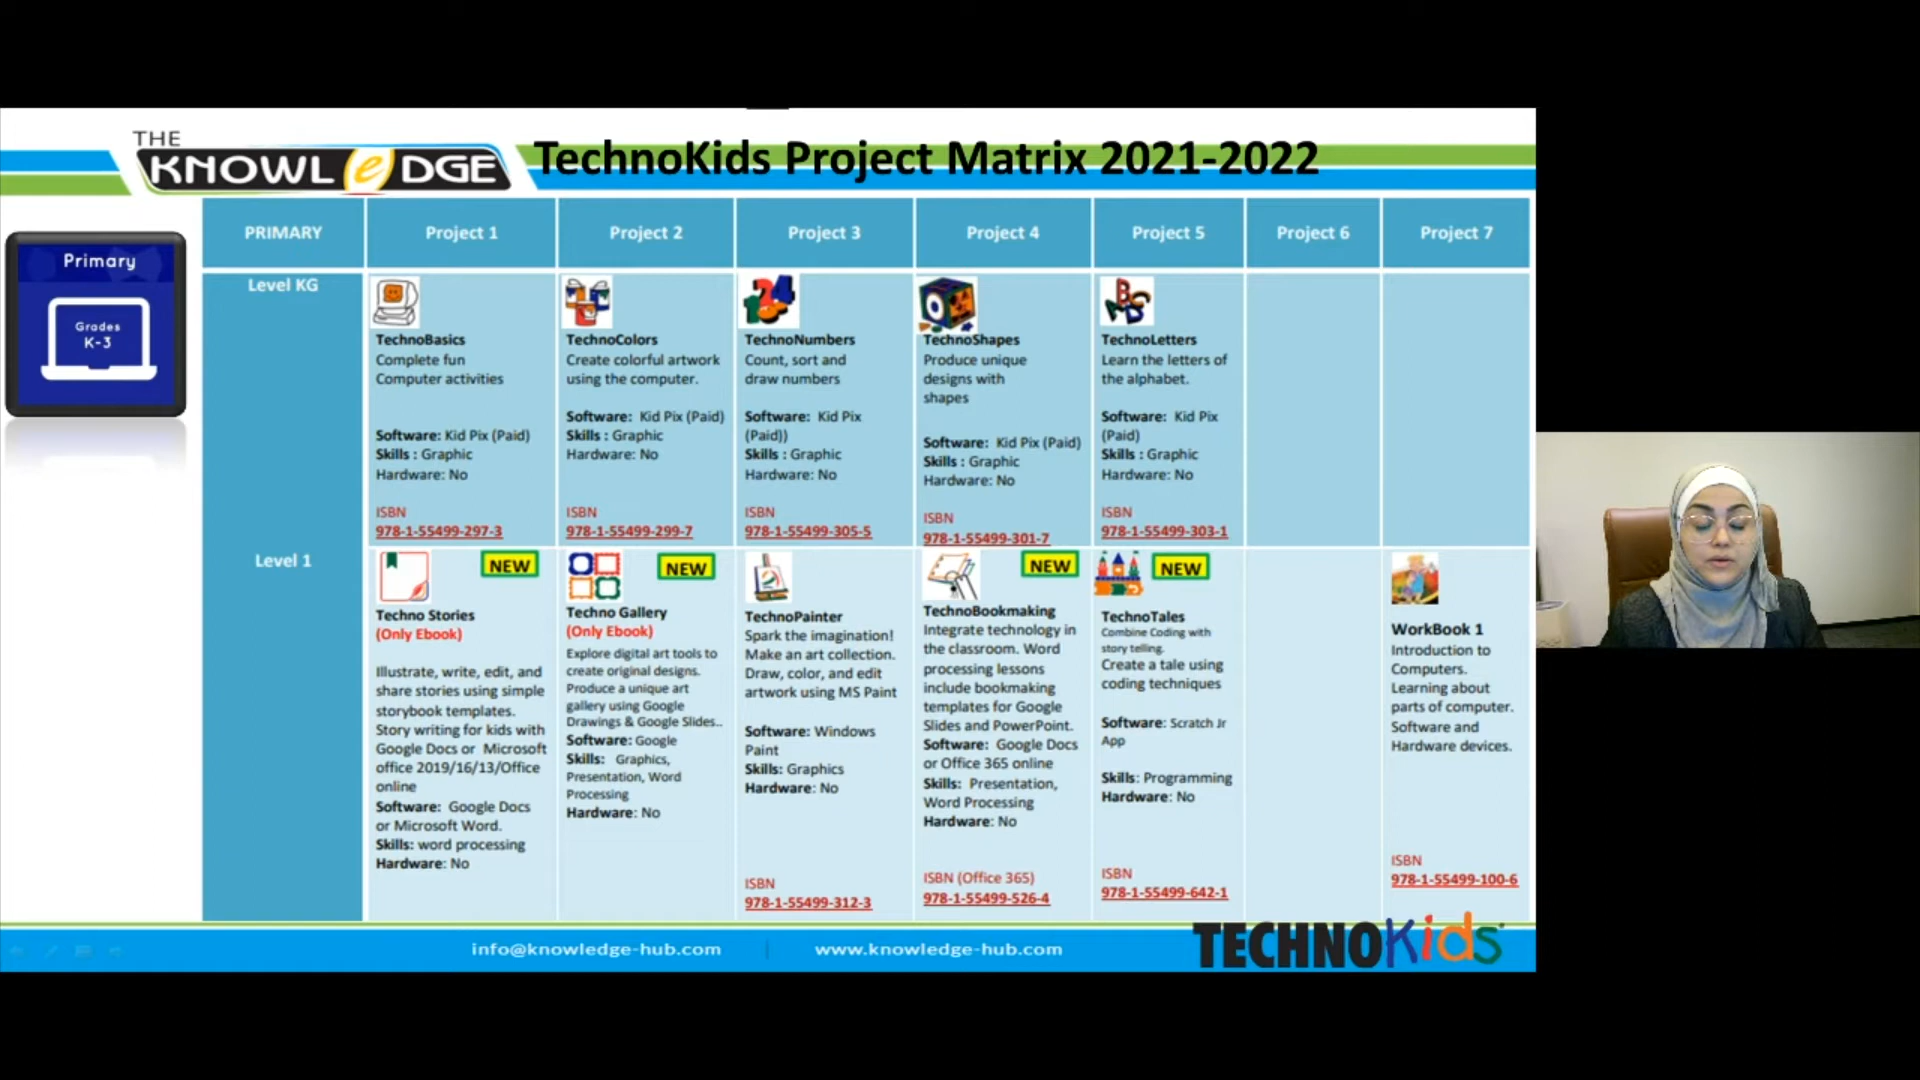 THE
KNOWLeDGE
TechnoKids Project Matrix 2021-2022
Primary
Grades
K-3
PRIMARY
Project 1
Project 2
Project 3
Project 4
Project 5
Project 6
Project 7
Level KG
TechnoBasics
Complete fun
Computer activities
Software: Kid Pix (Paid)
Skills : Graphic
Hardware: No
ISBN
978-1-55499-297-3
TechnoColors
Create colorful artwork
using the computer.
Software: Kid Pix (Paid)
Skills : Graphic
Hardware: No
ISBN
978-1-55499-299-7
TechnoNumbers
Count, sort and
draw numbers
Software: Kid Pix
(Paid))
Skills : Graphic
Hardware: No
ISBN
978-1-55499-305-5
TechnoShapes
Produce unique
designs with
shapes
Software: Kid Pix (Paid)
Skills : Graphic
Hardware: No
ISBN
978-1-55499-301-7
TechnoLetters
Learn the letters of
the alphabet.
Software: Kid Pix
(Paid)
Skills : Graphic
Hardware: No
ISBN
978-1-55499-303-1
Level 1
NEW
Techno Stories
(Only Ebook)
Illustrate, write, edit, and
share stories using simple
storybook templates.
Story writing for kids with
Google Docs or Microsoft
office 2019/16/13/Office
online
Software: Google Docs
or Microsoft Word.
Skills: word processing
Hardware: No
NEW
Techno Gallery
(Only Ebook)
Explore digital art tools to
create original designs.
Produce a unique art
gallery using Google
Drawings & Google Slides..
Software: Google
Skills: Graphics,
Presentation, Word
Processing
Hardware: No
TechnoPainter
Spark the imagination!
Make an art collection.
Draw, color, and edit
artwork using MS Paint
Software: Windows
Paint
Skills: Graphics
Hardware: No
ISBN
978-1-55499-312-3
NEW
TechnoBookmaking
Integrate technology in
the classroom. Word
processing lessons
include bookmaking
templates for Google
Slides and PowerPoint.
Software: Google Docs
or Office 365 online
Skills: Presentation,
Word Processing
Hardware: No
ISBN (Office 365)
978-1-55499-526-4
NEW
TechnoTales
Combine Coding with
story telling.
Create a tale using
coding techniques
Software: Scratch Jr
App
Skills: Programming
Hardware: No
ISBN
978-1-55499-642-1
WorkBook 1
Introduction to
Computers.
Learning about
parts of computer.
Software and
Hardware devices.
ISBN
978-1-55499-100-6
info@knowledge-hub.com
www.knowledge-hub.com
TECHNOKids